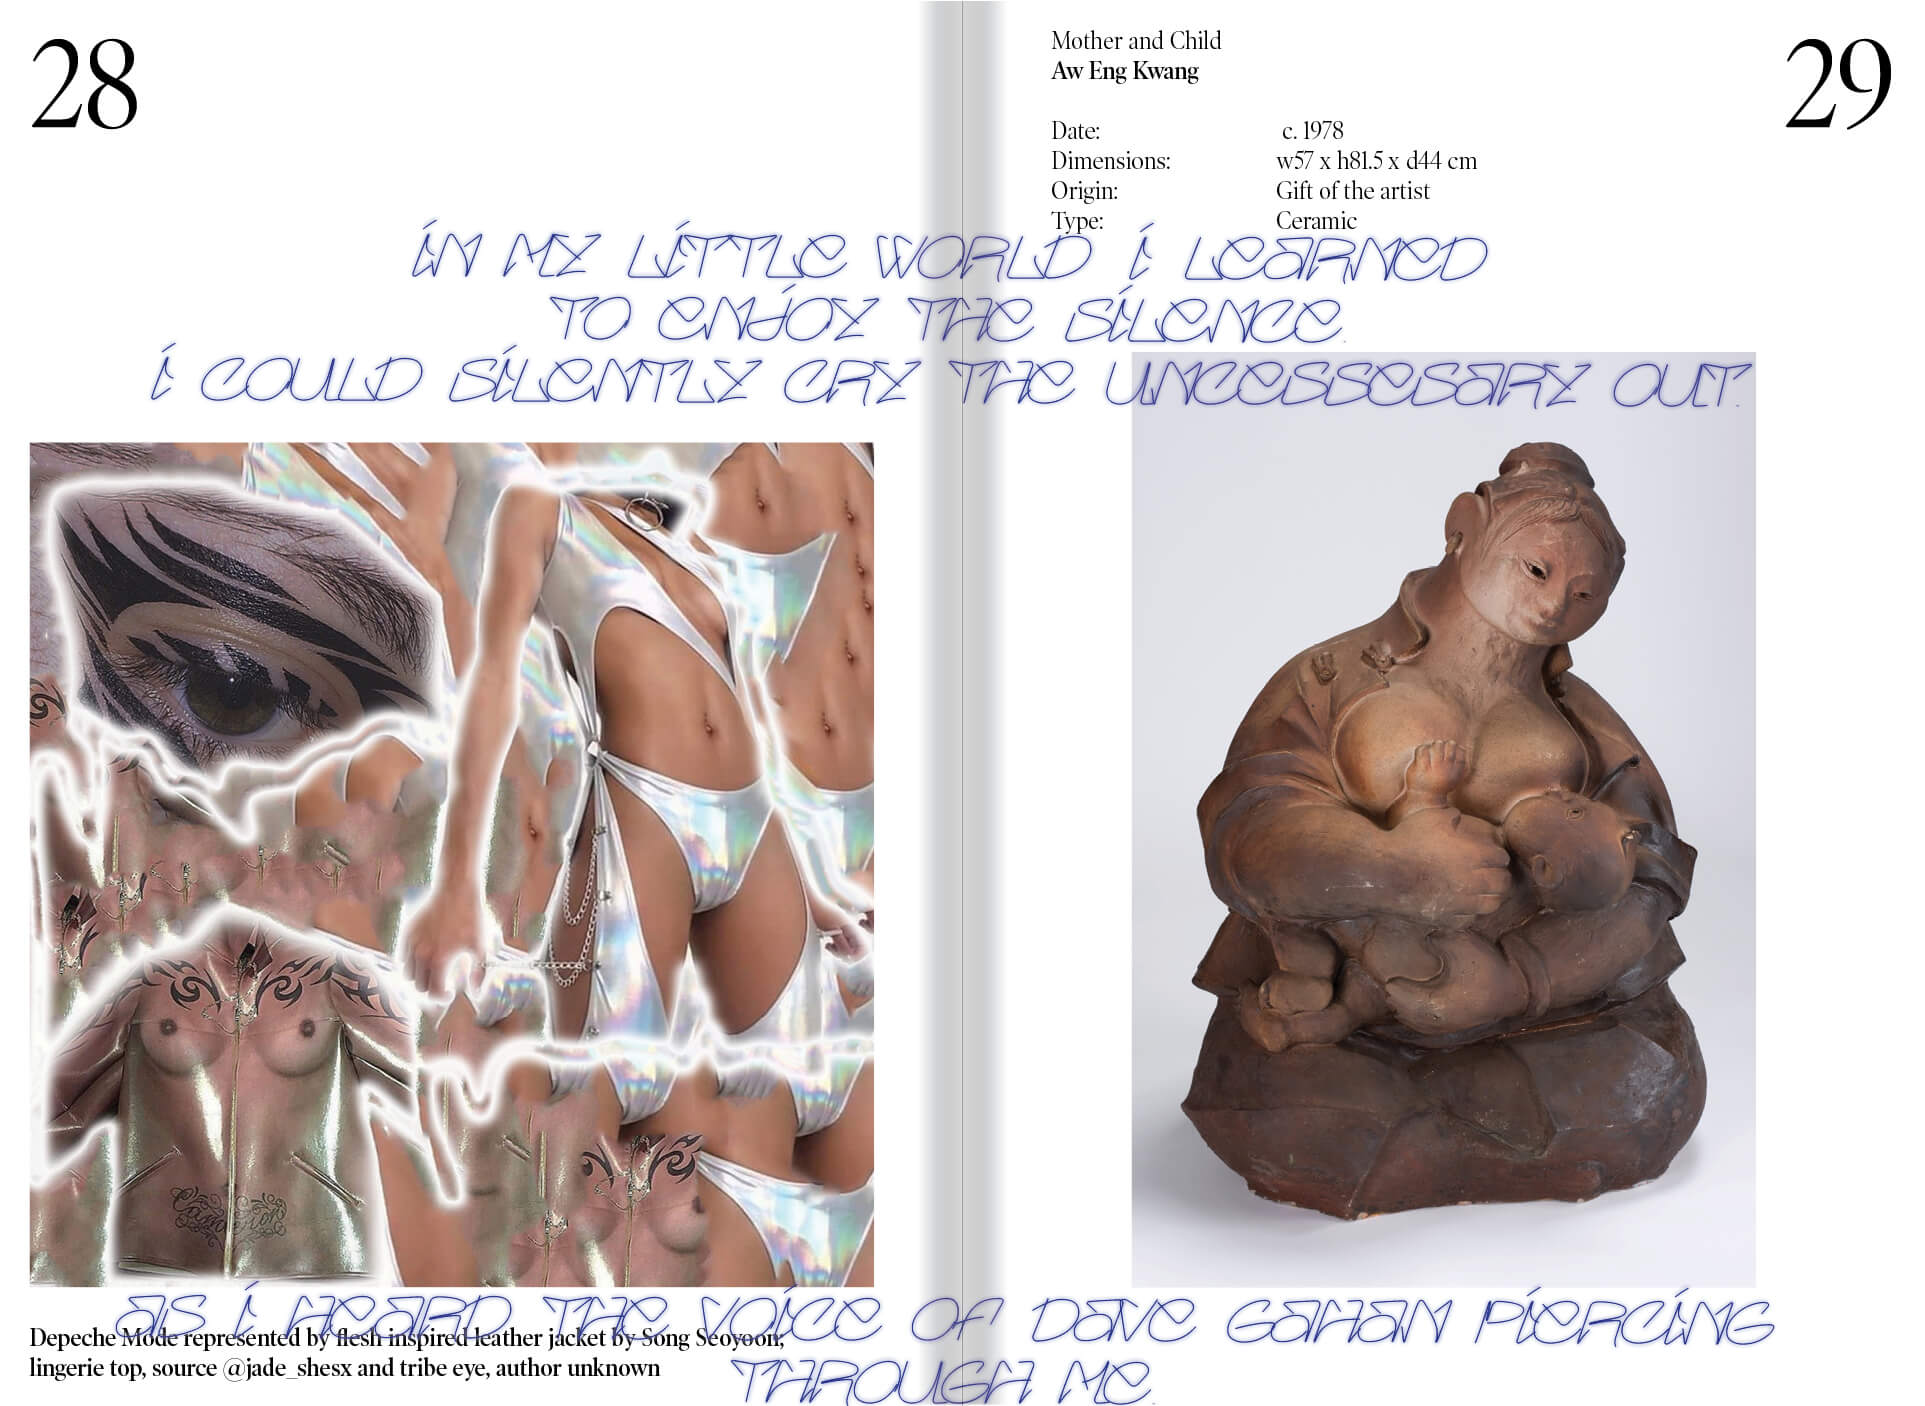 28
Mother and Child
Aw Eng Kwang
29
Date: c. 1978
Dimensions: w57 x h81.5 x d44 cm
Origin: Gift of the artist
Type: Ceramic
iN MY LiTTLE WORLD i LEARNED
TO ENJOY THE SiLENCE.
i COULD SiLENTLY CRY THE UNCESSESARY OUT.
AS i HEARD THE VOiCE OF DAVE GAHAN PiERCiNG
THROUGH ME.
Depeche Mode represented by flesh inspired leather jacket by Song Seoyoon;
lingerie top, source @jade_shesx and tribe eye, author unknown